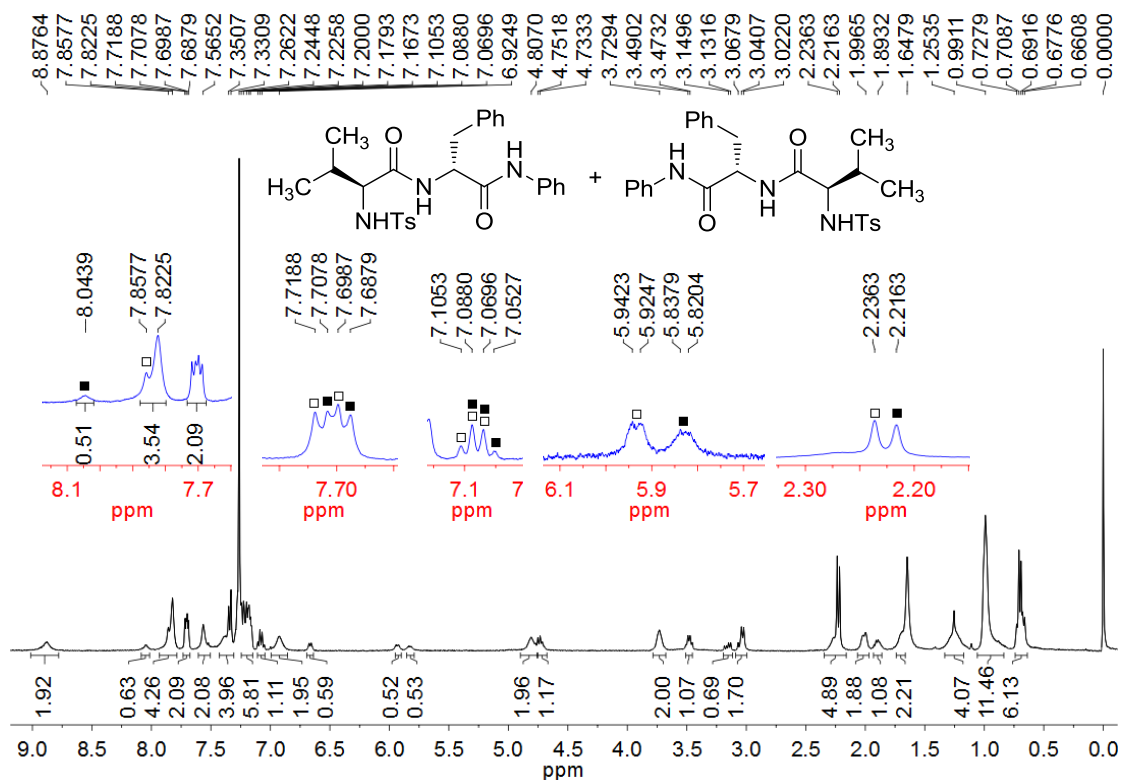 8.8764 7.8577 7.8225 7.7188 7.7078 7.6987 7.6879 7.5652 7.3507 7.3309 7.2622 7.2448 7.2258 7.2000 7.1793 7.1673 7.1053 7.0880 7.0696 6.9249 4.8070 4.7518 4.7333 3.7294 3.4902 3.4732 3.1496 3.1316 3.0679 3.0407 3.0220 2.2363 2.2163 1.9965 1.8932 1.6479 1.2535 0.9911 0.7279 0.7087 0.6916 0.6776 0.6608 0.0000
CH3 O Ph H N Ph Ph O CH3
H3C N H O Ph + Ph H N O N H CH3
NHTs NHTs
8.0439 7.8577 7.8225
7.7188 7.7078 7.6987 7.6879
7.1053 7.0880 7.0696 7.0527
5.9423 5.9247 5.8379 5.8204
2.2363 2.2163
0.51 3.54 2.09
8.1 7.7
ppm
7.70
ppm
7.1 7
ppm
6.1 5.9 5.7
ppm
2.30 2.20
ppm
1.92 0.63 4.26 2.09 2.08 3.96 5.81 1.11 1.95 0.59 0.52 0.53 1.96 1.17 2.00 1.07 0.69 1.70 4.89 1.88 1.08 2.21 4.07 11.46 6.13
9.0 8.5 8.0 7.5 7.0 6.5 6.0 5.5 5.0 4.5 4.0 3.5 3.0 2.5 2.0 1.5 1.0 0.5 0.0
ppm